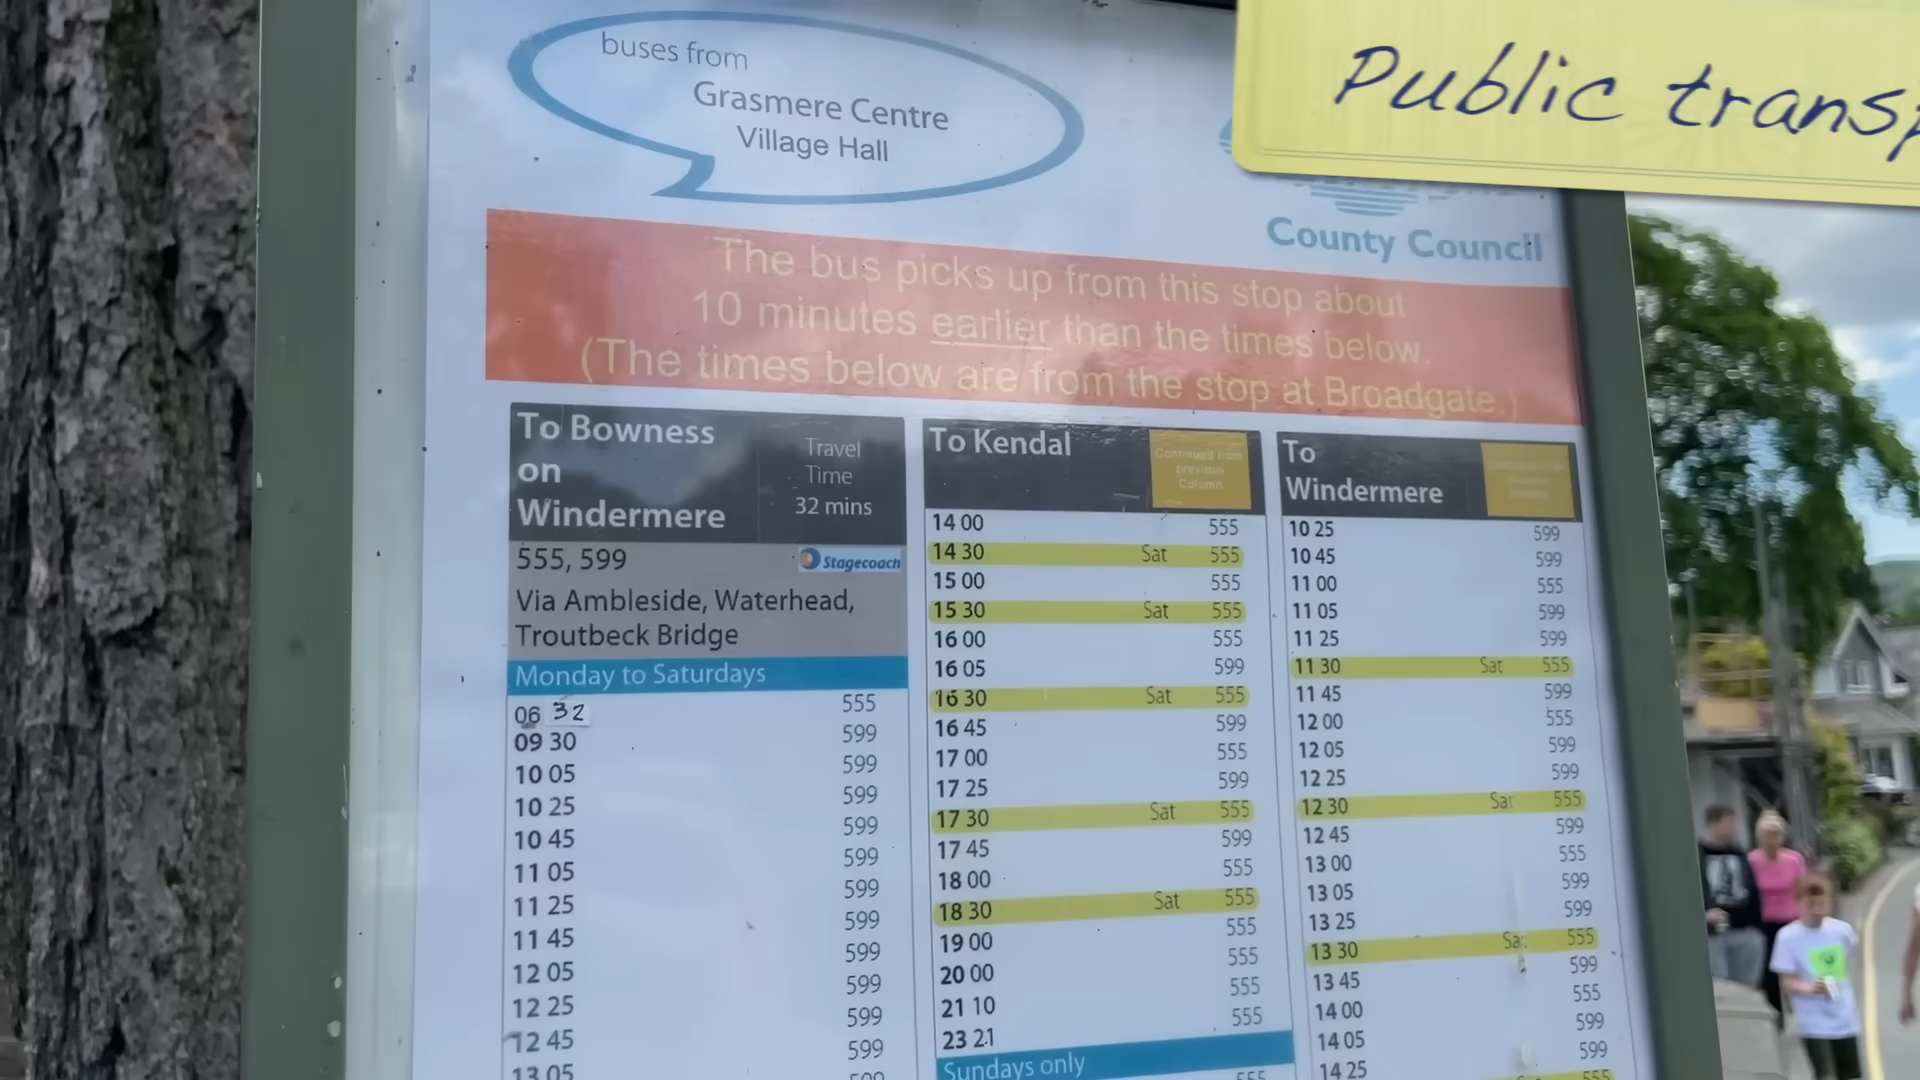 buses from
Grasmere Centre
Village Hall
Public transp
County Council
The bus picks up from this stop about
10 minutes earlier than the times below.
(The times below are from the stop at Broadgate.)
To Bowness
on
Windermere
Travel
Time
32 mins
555, 599
Stagecoach
Via Ambleside, Waterhead,
Troutbeck Bridge
Monday to Saturdays
06 32 555
09 30 599
10 05 599
10 25 599
10 45 599
11 05 599
11 25 599
11 45 599
12 05 599
12 25 599
12 45 599
13 05 599
To Kendal
Continued from
previous
Column
14 00 555
14 30 Sat 555
15 00 555
15 30 Sat 555
16 00 555
16 05 599
16 30 Sat 555
16 45 599
17 00 555
17 25 599
17 30 Sat 555
17 45 599
18 00 555
18 30 Sat 555
19 00 555
20 00 555
21 10 555
23 21 555
Sundays only
555
To
Windermere
10 25 599
10 45 599
11 00 555
11 05 599
11 25 599
11 30 Sat 555
11 45 599
12 00 555
12 05 599
12 25 599
12 30 Sat 555
12 45 599
13 00 555
13 05 599
13 25 599
13 30 Sat 555
13 45 599
14 00 555
14 05 599
14 25 599
555